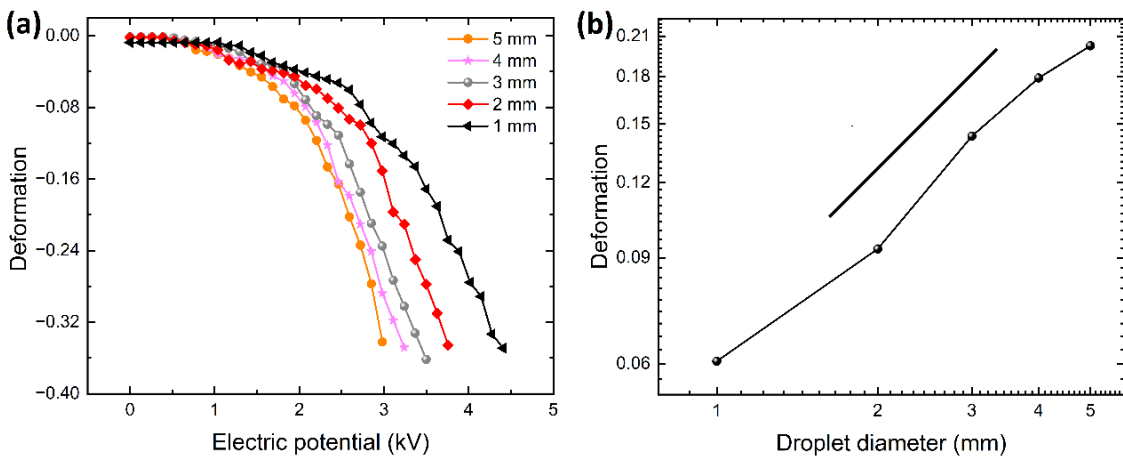 (a)
0.00
−0.08
−0.16
−0.24
−0.32
−0.40
Deformation
0 1 2 3 4 5
Electric potential (kV)
5 mm
4 mm
3 mm
2 mm
1 mm
(b)
0.21
0.18
0.15
0.12
0.09
0.06
Deformation
1 2 3 4 5
Droplet diameter (mm)